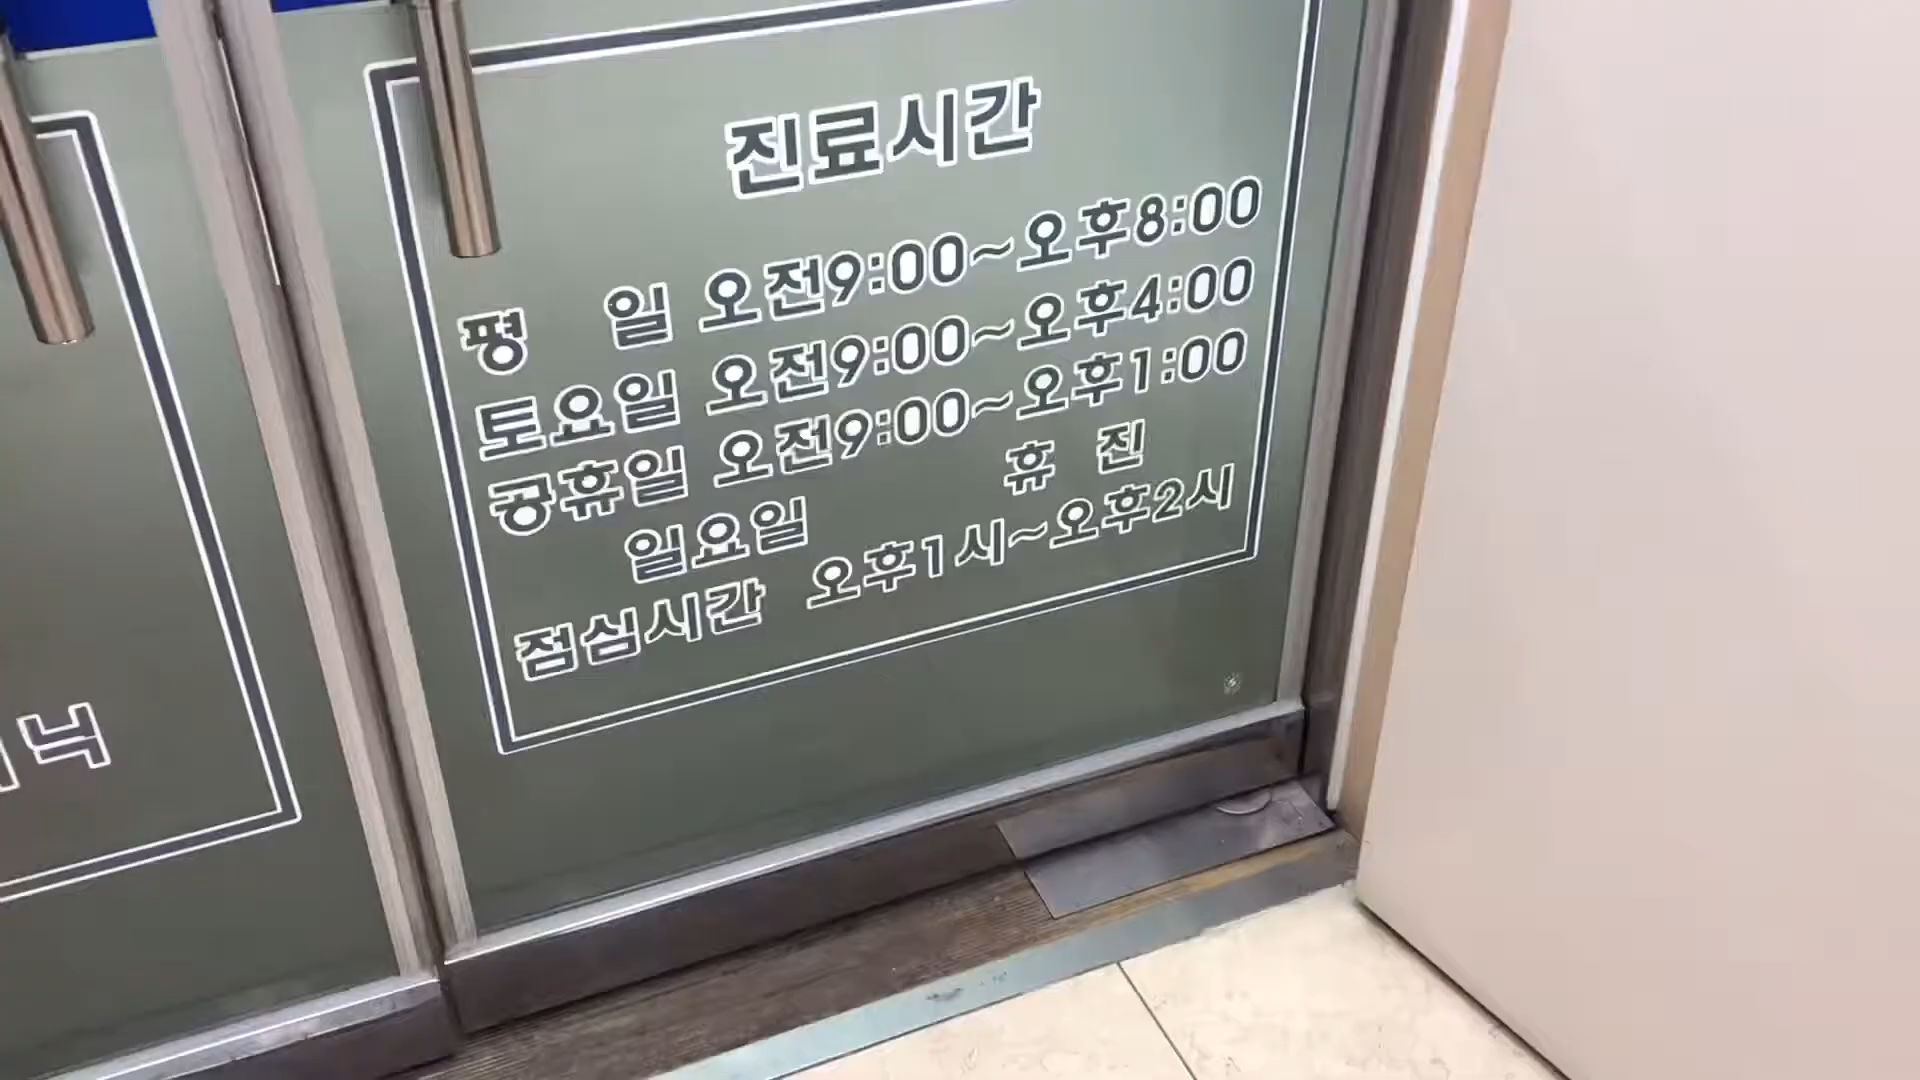 진료시간
평 일 오전9:00~오후8:00
토요일 오전9:00~오후4:00
공휴일 오전9:00~오후1:00
일요일 휴 진
점심시간 오후1시~오후2시
닉